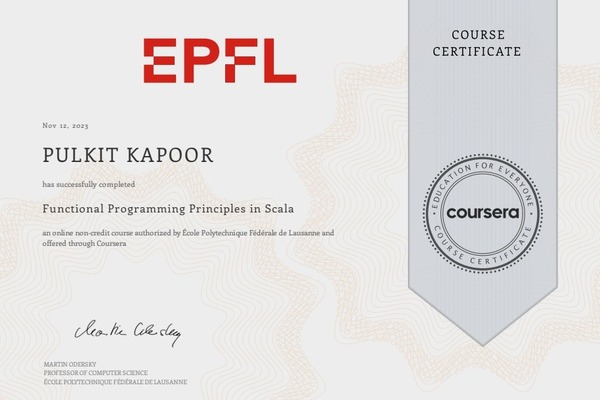 EPFL
COURSE
CERTIFICATE
Nov 12, 2023
PULKIT KAPOOR
has successfully completed
Functional Programming Principles in Scala
an online non-credit course authorized by École Polytechnique Fédérale de Lausanne and
offered through Coursera
EDUCATION FOR EVERYONE
coursera
COURSE CERTIFICATE
Martin Odersky
MARTIN ODERSKY
PROFESSOR OF COMPUTER SCIENCE
ÉCOLE POLYTECHNIQUE FÉDÉRALE DE LAUSANNE